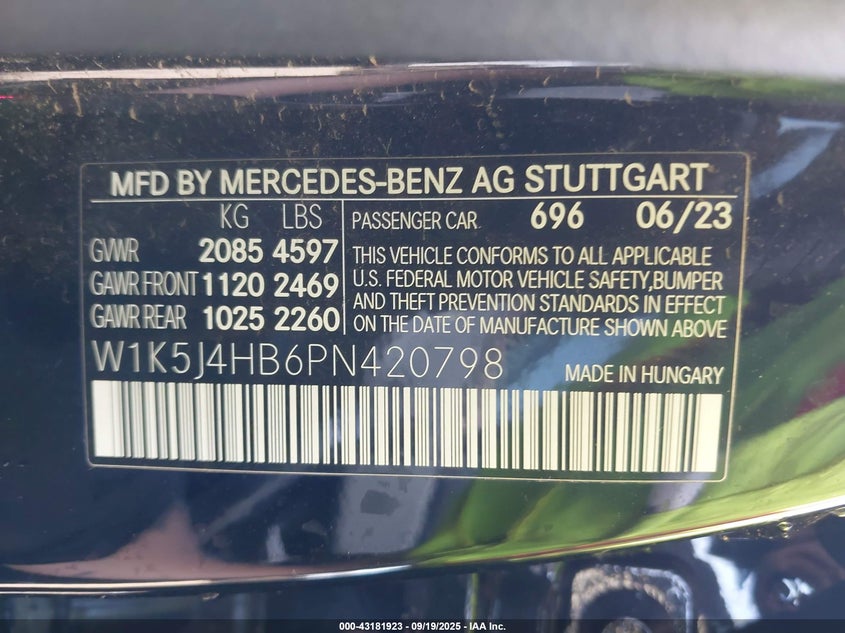 MFD BY MERCEDES-BENZ AG STUTTGART
KG LBS
GVWR 2085 4597
GAWR FRONT 1120 2469
GAWR REAR 1025 2260
PASSENGER CAR 696 06/23
THIS VEHICLE CONFORMS TO ALL APPLICABLE
U.S. FEDERAL MOTOR VEHICLE SAFETY,BUMPER
AND THEFT PREVENTION STANDARDS IN EFFECT
ON THE DATE OF MANUFACTURE SHOWN ABOVE
W1K5J4HB6PN420798
MADE IN HUNGARY
000-43181923 | 09/19/2025 | IAA Inc.